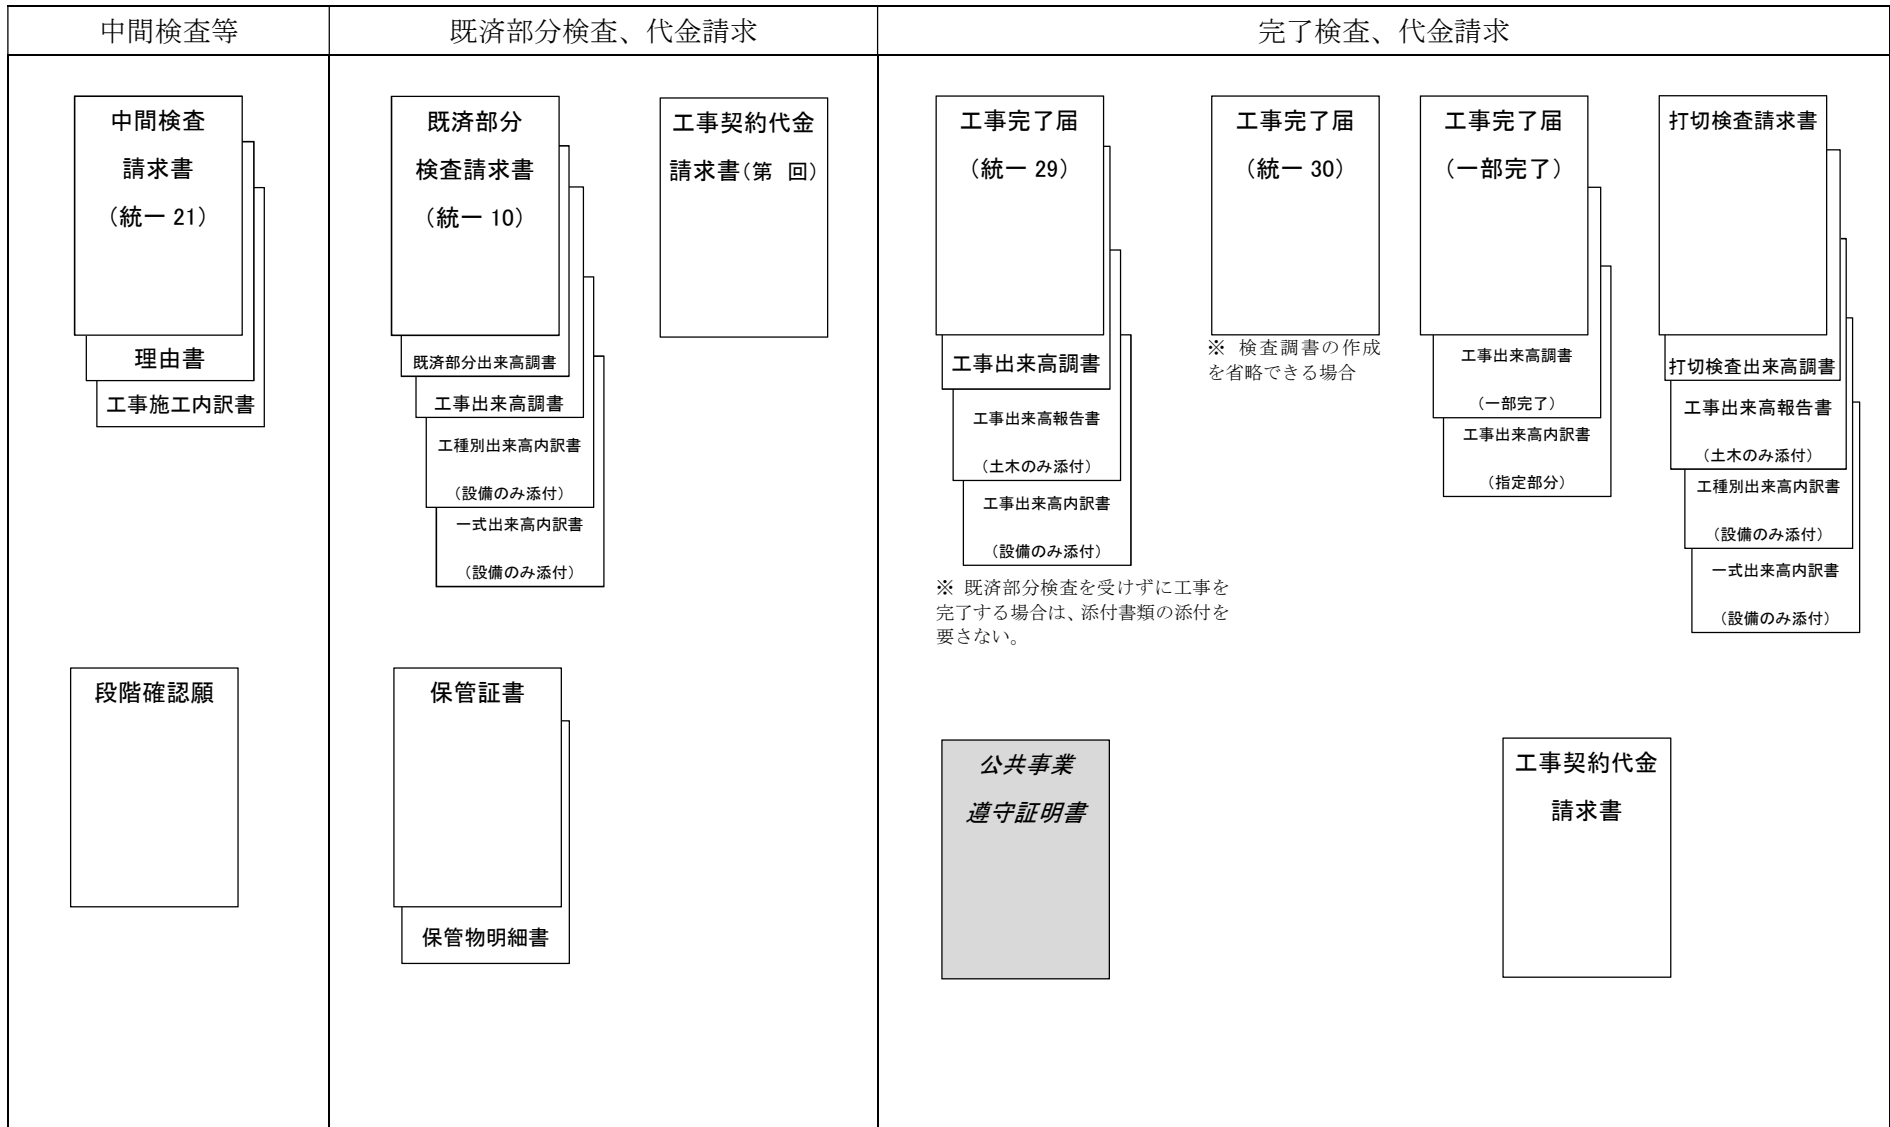 中間検査等
既済部分検査、代金請求
完了検査、代金請求
中間検査
請求書
（統一 21）
理由書
工事施工内訳書
既済部分
検査請求書
（統一 10）
既済部分出来高調書
工事出来高調書
工種別出来高内訳書
（設備のみ添付）
一式出来高内訳書
（設備のみ添付）
工事契約代金
請求書（第　回）
工事完了届
（統一 29）
工事出来高調書
工事出来高報告書
（土木のみ添付）
工事出来高内訳書
（設備のみ添付）
※ 既済部分検査を受けずに工事を
完了する場合は、添付書類の添付を
要さない。
工事完了届
（統一 30）
※ 検査調書の作成
を省略できる場合
工事完了届
（一部完了）
工事出来高調書
（一部完了）
工事出来高内訳書
（指定部分）
打切検査請求書
打切検査出来高調書
工事出来高報告書
（土木のみ添付）
工種別出来高内訳書
（設備のみ添付）
一式出来高内訳書
（設備のみ添付）
段階確認願
保管証書
保管物明細書
公共事業
遵守証明書
工事契約代金
請求書